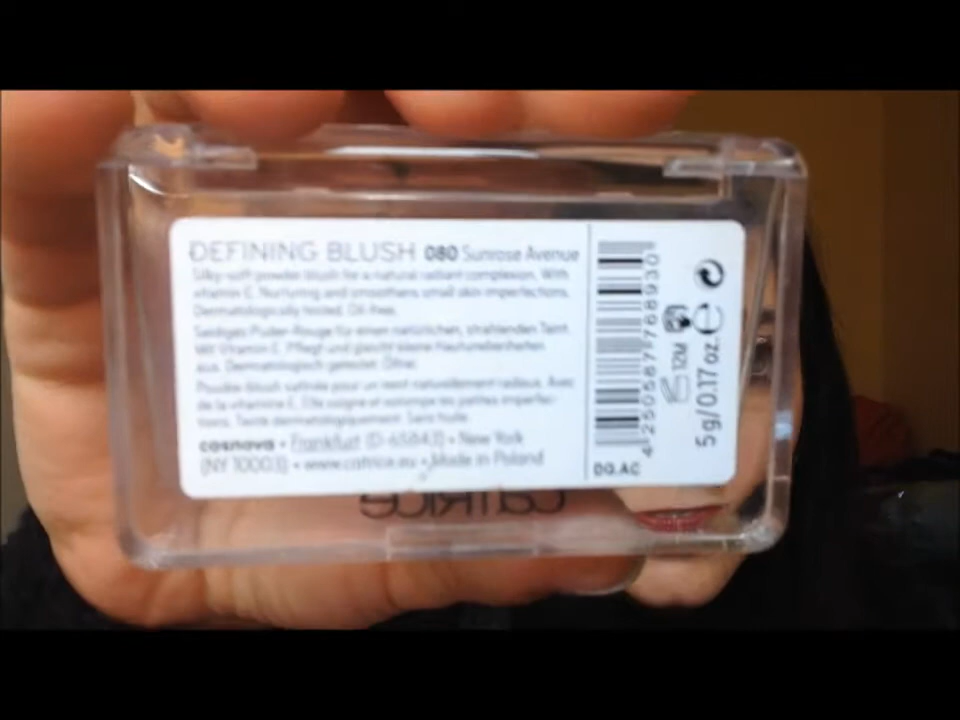 DEFINING BLUSH 080 Sunrose Avenue
Silky-soft powder blush for a natural radiant complexion. With
vitamin E. Nurturing and smoothens small skin imperfections.
Dermatologically tested. Oil-free.
Seidiges Puder-Rouge für einen natürlichen, strahlenden Teint.
Mit Vitamin E. Pflegt und gleicht kleine Hautunebenheiten
aus. Dermatologisch getestet. Ölfrei.
Poudre-blush satinée pour un teint naturellement radieux. Avec
de la vitamine E. Elle soigne et estompe les petites imperfec-
tions. Testé dermatologiquement. Sans huile.
cosnova • Frankfurt (D-65843) • New York
(NY 10003) • www.catrice.eu • Made in Poland
4 250587 768930
DG.AC
12M
5g/0.17 oz. e
CATRICE